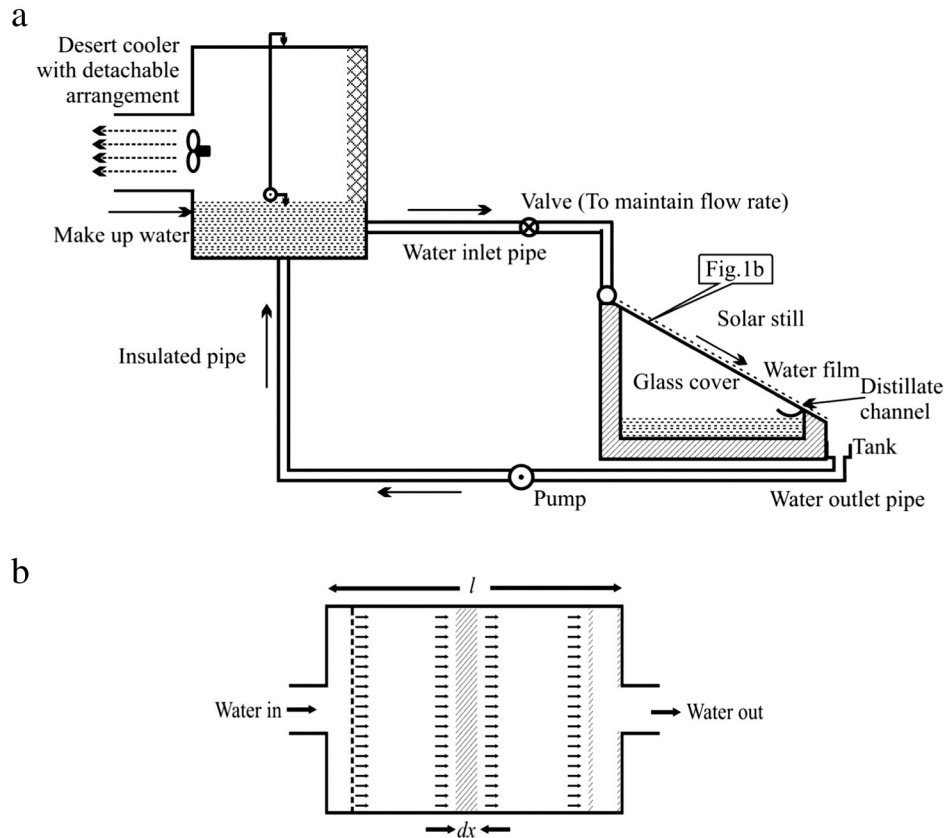 a
Desert cooler
with detachable
arrangement
Make up water
Valve (To maintain flow rate)
Water inlet pipe
Fig.1b
Solar still
Insulated pipe
Glass cover
Water film
Distillate
channel
Tank
Pump
Water outlet pipe
b
l
Water in
Water out
dx